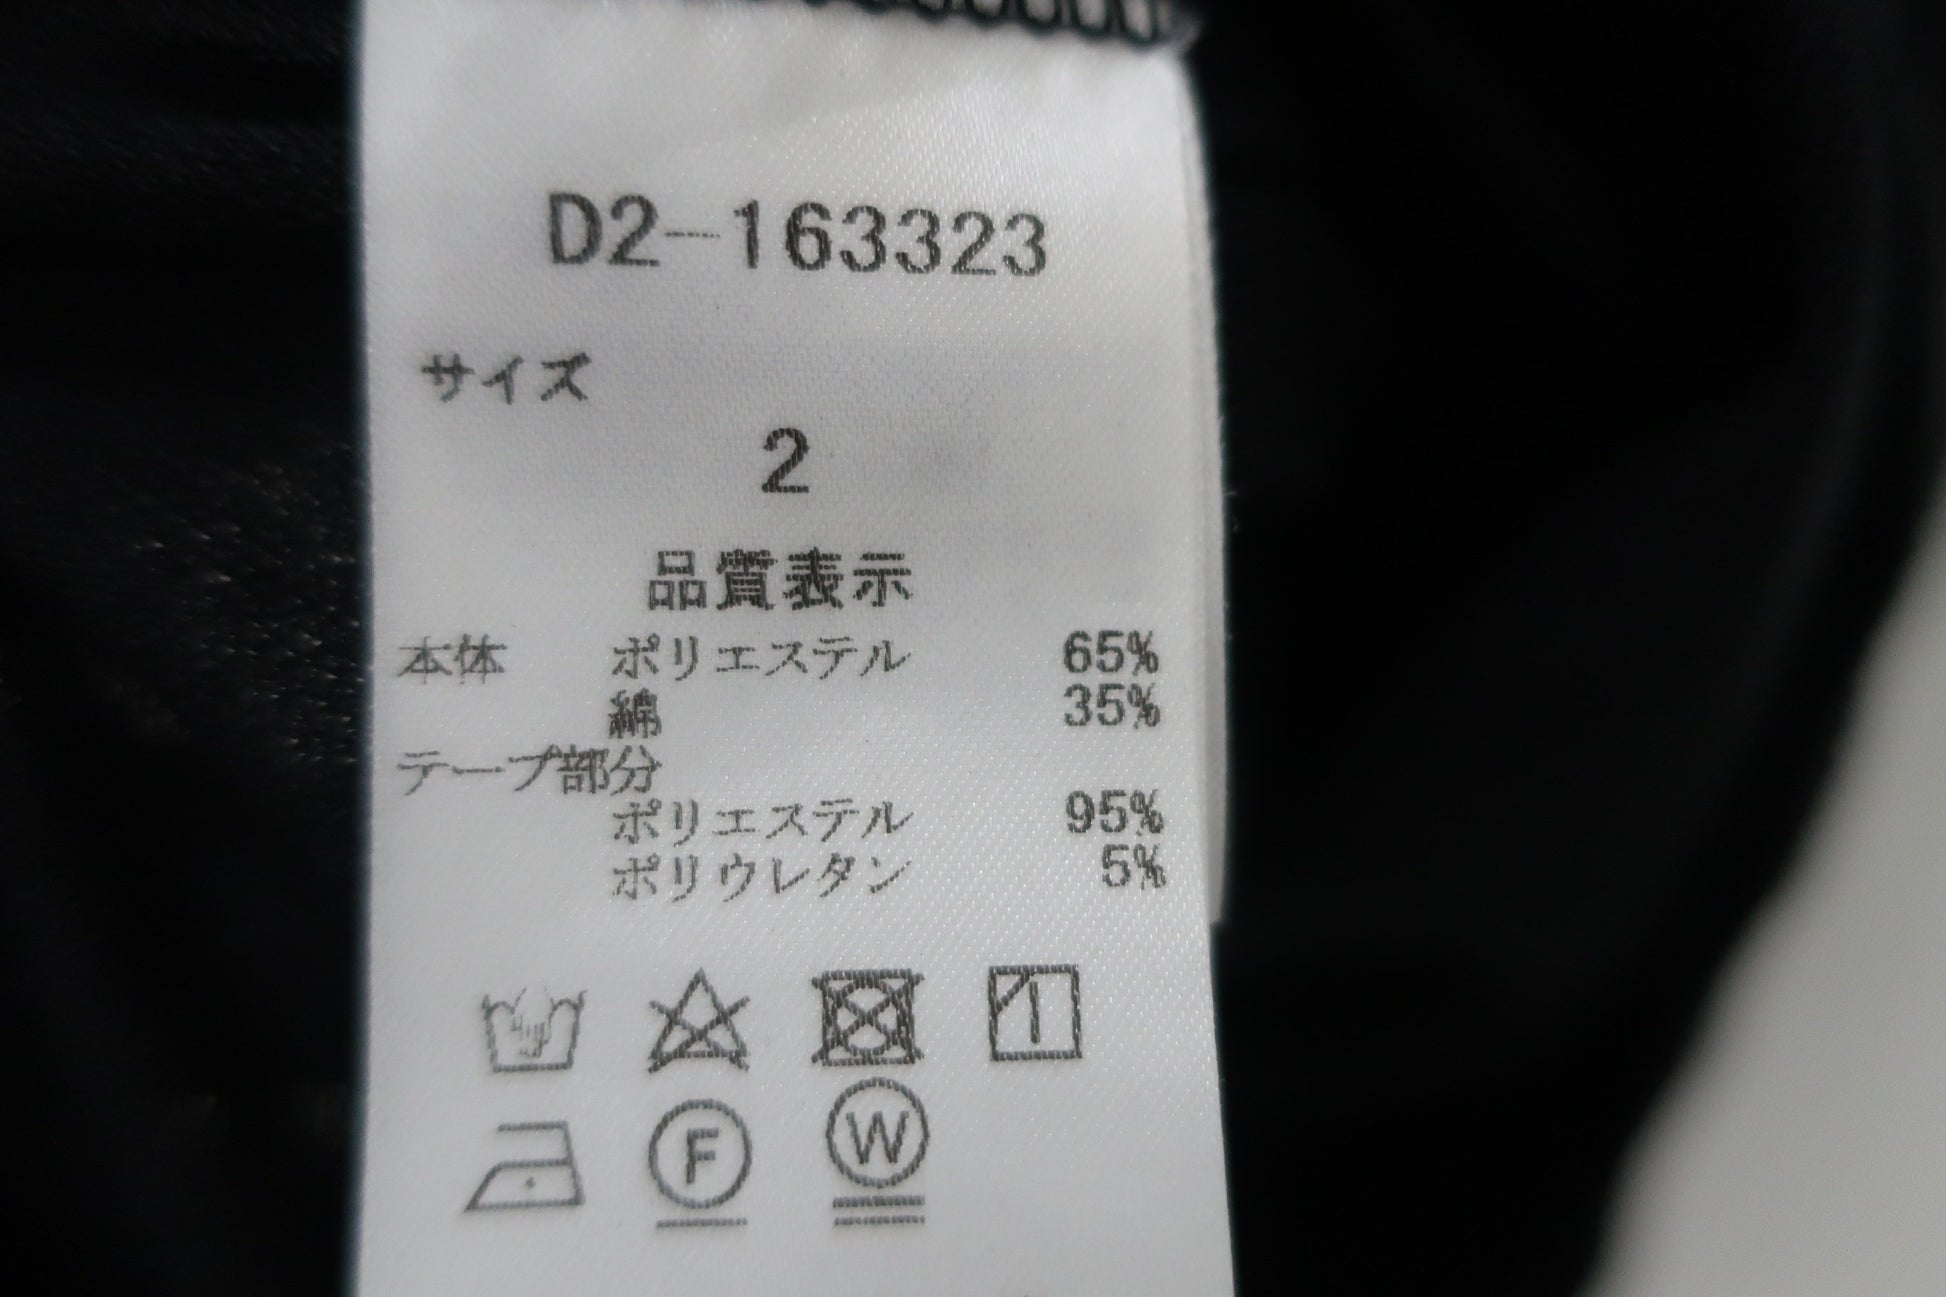 D2-163323
サイズ
2
品質表示
本体 ポリエステル 65%
綿 35%
テープ部分
ポリエステル 95%
ポリウレタン 5%
F W